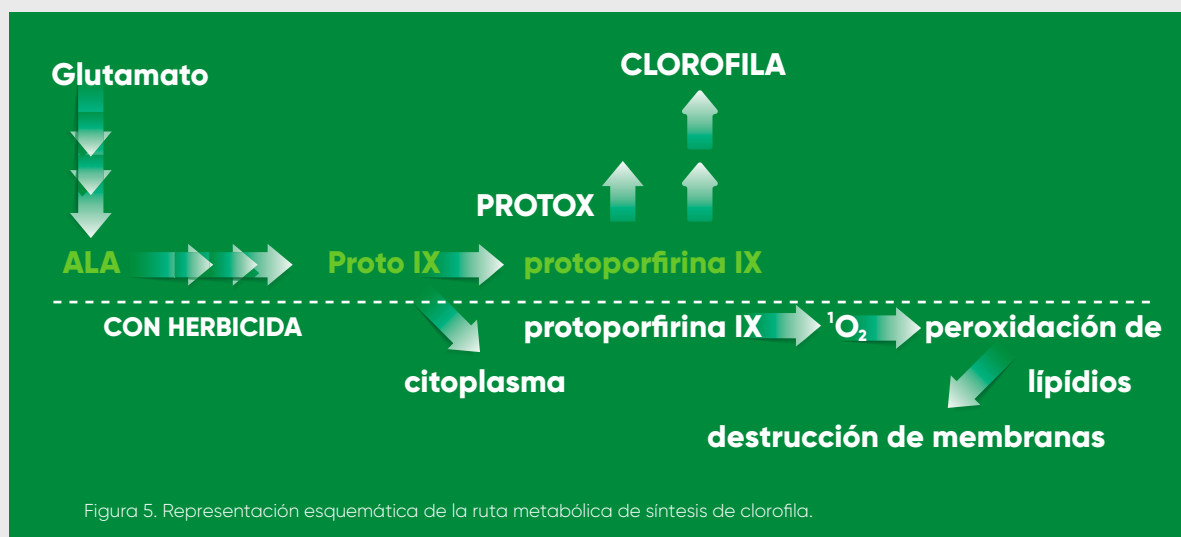 Glutamato
CLOROFILA
PROTOX
ALA
Proto IX
protoporfirina IX
CON HERBICIDA
protoporfirina IX
¹O₂
peroxidación de
citoplasma
lípídios
destrucción de membranas
Figura 5. Representación esquemática de la ruta metabólica de síntesis de clorofila.